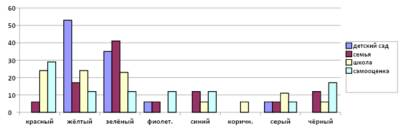 60
50
40
30
20
10
0
красный жёлтый зелёный фиолет. синий коричн. серый чёрный
детский сад
семья
школа
самооценка